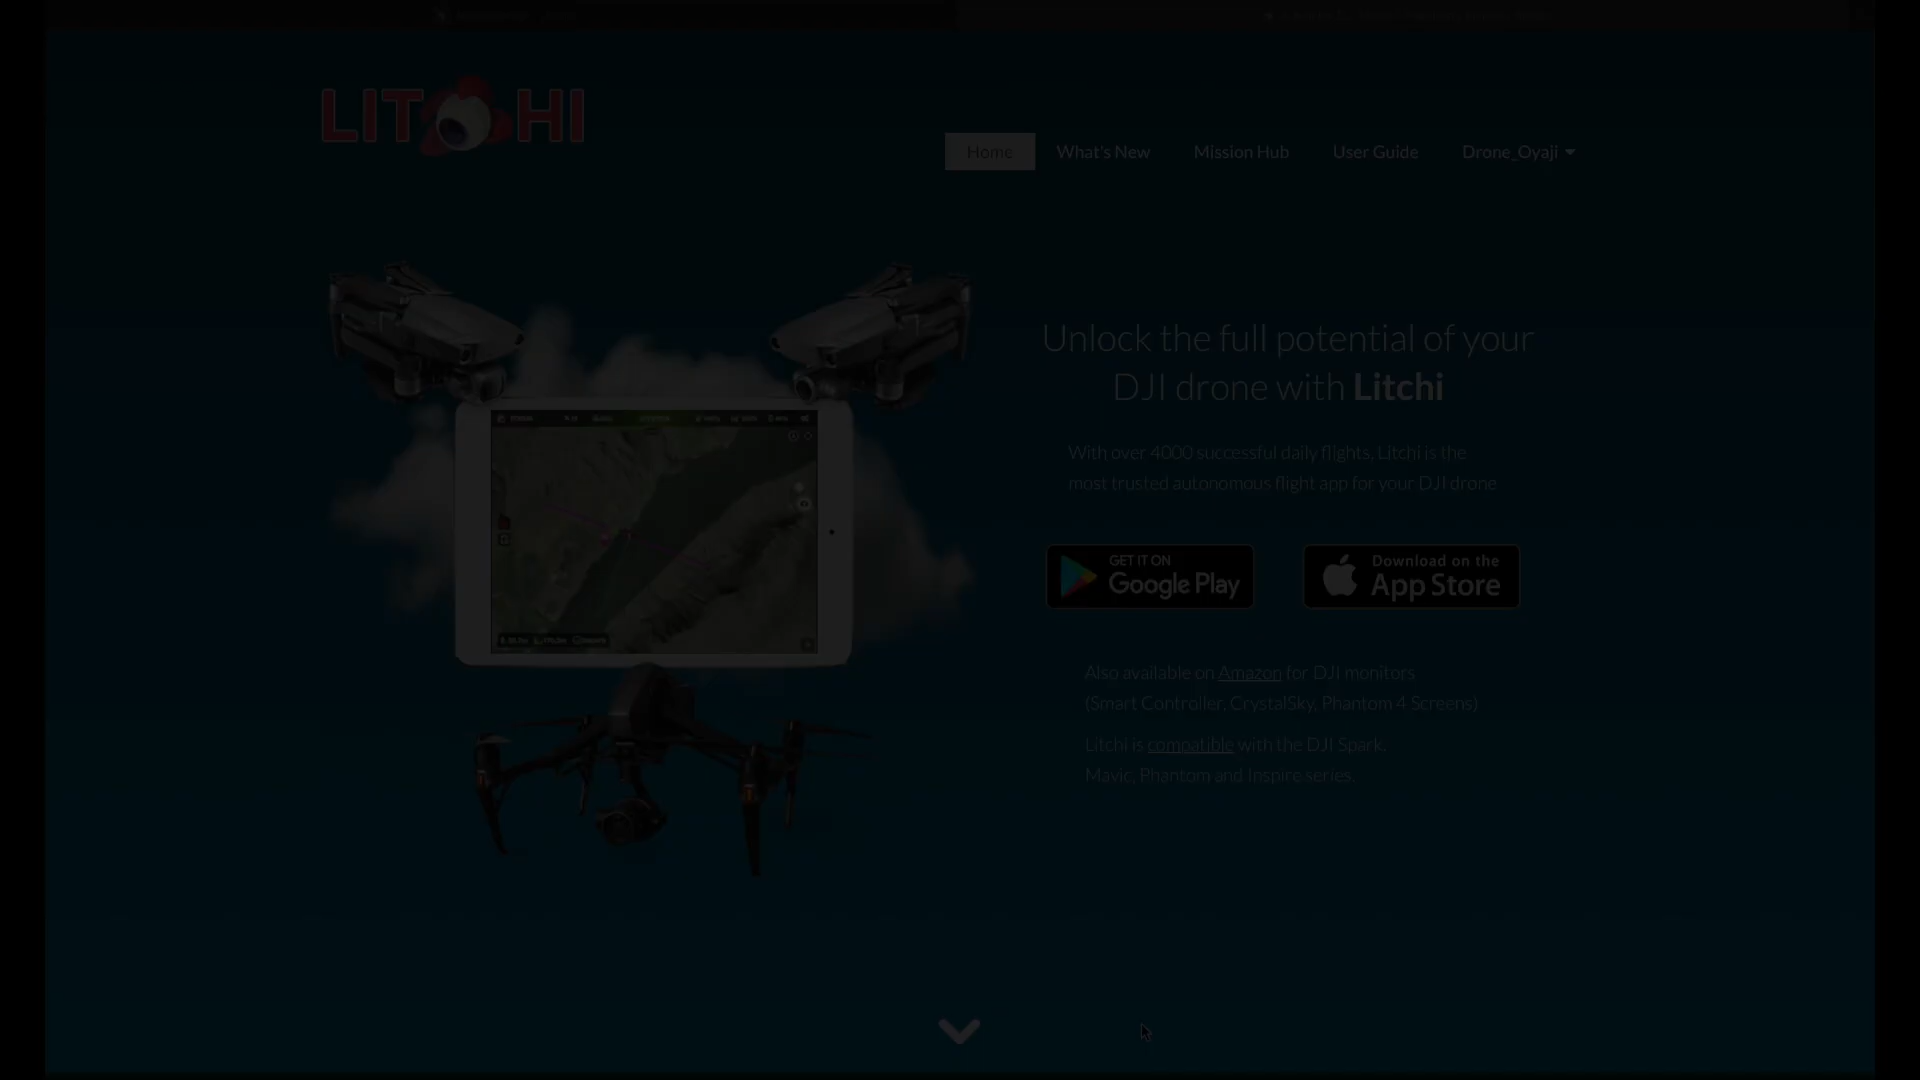 LITCHI
Home
What's New
Mission Hub
User Guide
Drone_Oyaji
Unlock the full potential of your
DJI drone with Litchi
With over 4000 successful daily flights, Litchi is the
most trusted autonomous flight app for your DJI drone
GET IT ON
Google Play
Download on the
App Store
Also available on Amazon for DJI monitors
(Smart Controller, CrystalSky, Phantom 4 Screens)
Litchi is compatible with the DJI Spark,
Mavic, Phantom and Inspire series.